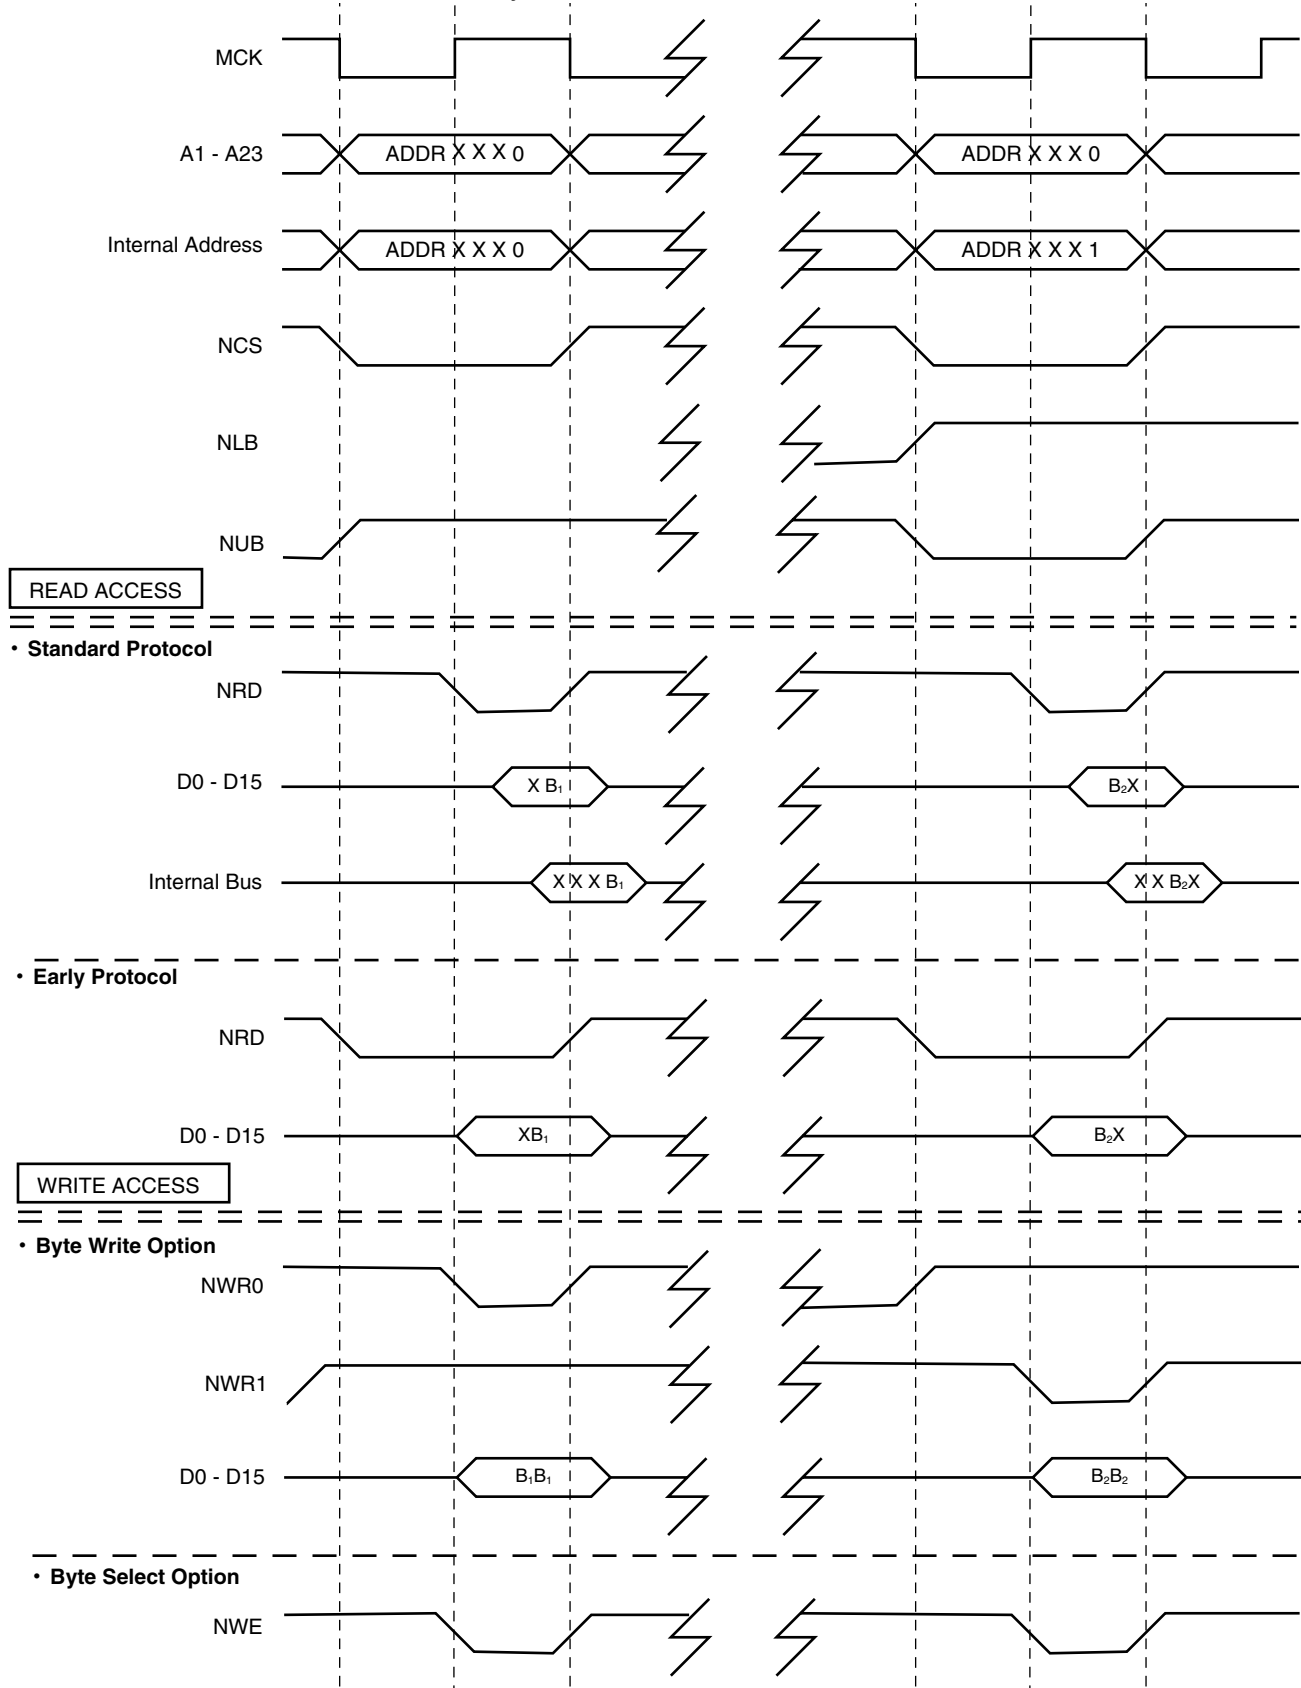 MCK
A1 - A23 ADDR X X X 0 ADDR X X X 0
Internal Address ADDR X X X 0 ADDR X X X 1
NCS
NLB
NUB
READ ACCESS
• Standard Protocol
NRD
D0 - D15 X B₁ B₂X
Internal Bus X X X B₁ X X B₂X
• Early Protocol
NRD
D0 - D15 XB₁ B₂X
WRITE ACCESS
• Byte Write Option
NWR0
NWR1
D0 - D15 B₁B₁ B₂B₂
• Byte Select Option
NWE